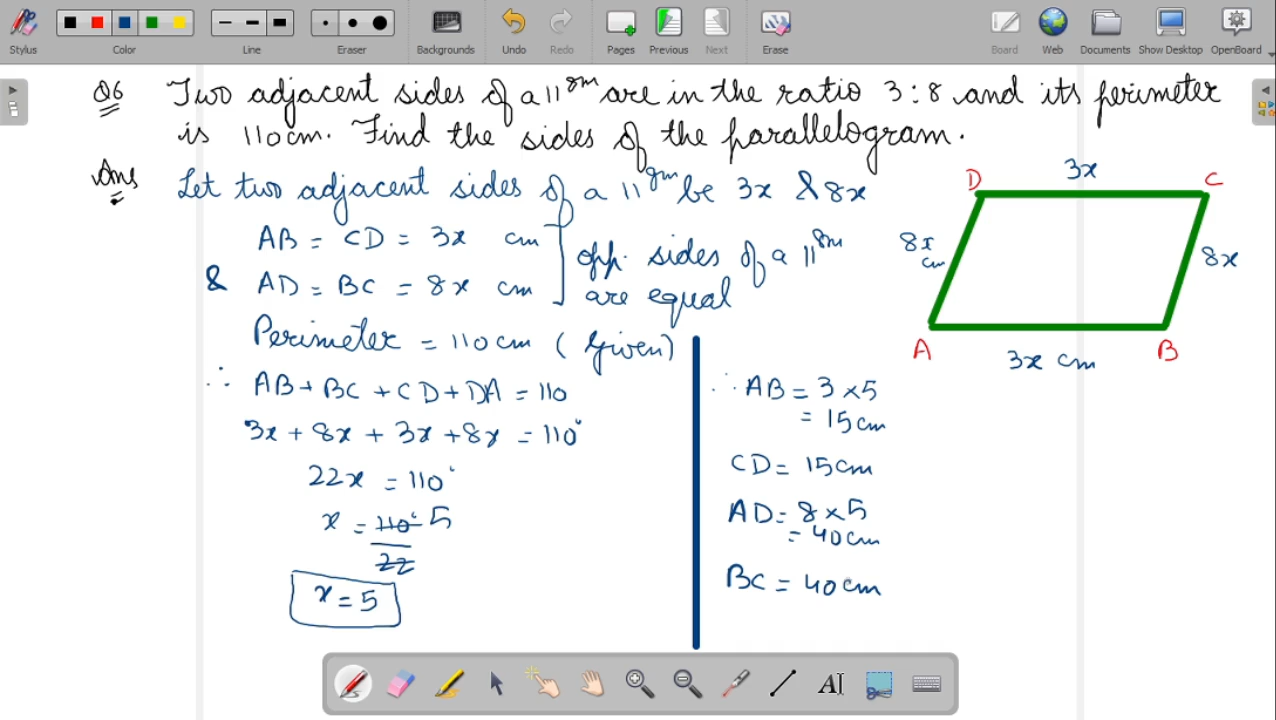 Stylus Color Line Eraser Backgrounds Undo Redo Pages Previous Next Erase Board Web Documents Show Desktop OpenBoard
Q6 Two adjacent sides of a ||gm are in the ratio 3:8 and its perimeter
is 110cm. Find the sides of the parallelogram.
Ans Let two adjacent sides of a ||gm be 3x & 8x
AB = CD = 3x cm
& AD = BC = 8x cm
opp. sides of a ||gm
are equal
Perimeter = 110cm (Given)
∴ AB + BC + CD + DA = 110
3x + 8x + 3x + 8x = 110°
22x = 110°
x = 110° 5
22
x = 5
∴ AB = 3 × 5
= 15cm
CD = 15cm
AD = 8 × 5
= 40cm
BC = 40cm
D 3x C
8x
cm
8x
A B
3x cm